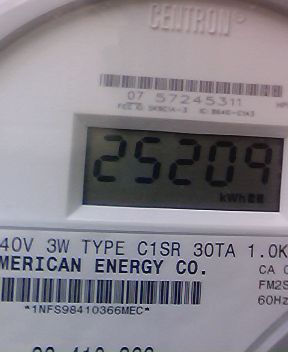 CENTRON®
07 57245311
25209
kWh
40V 3W TYPE C1SR 30TA 1.0K
MERICAN ENERGY CO.
CA
FM2S
60Hz
*1NFS98410366MEC*